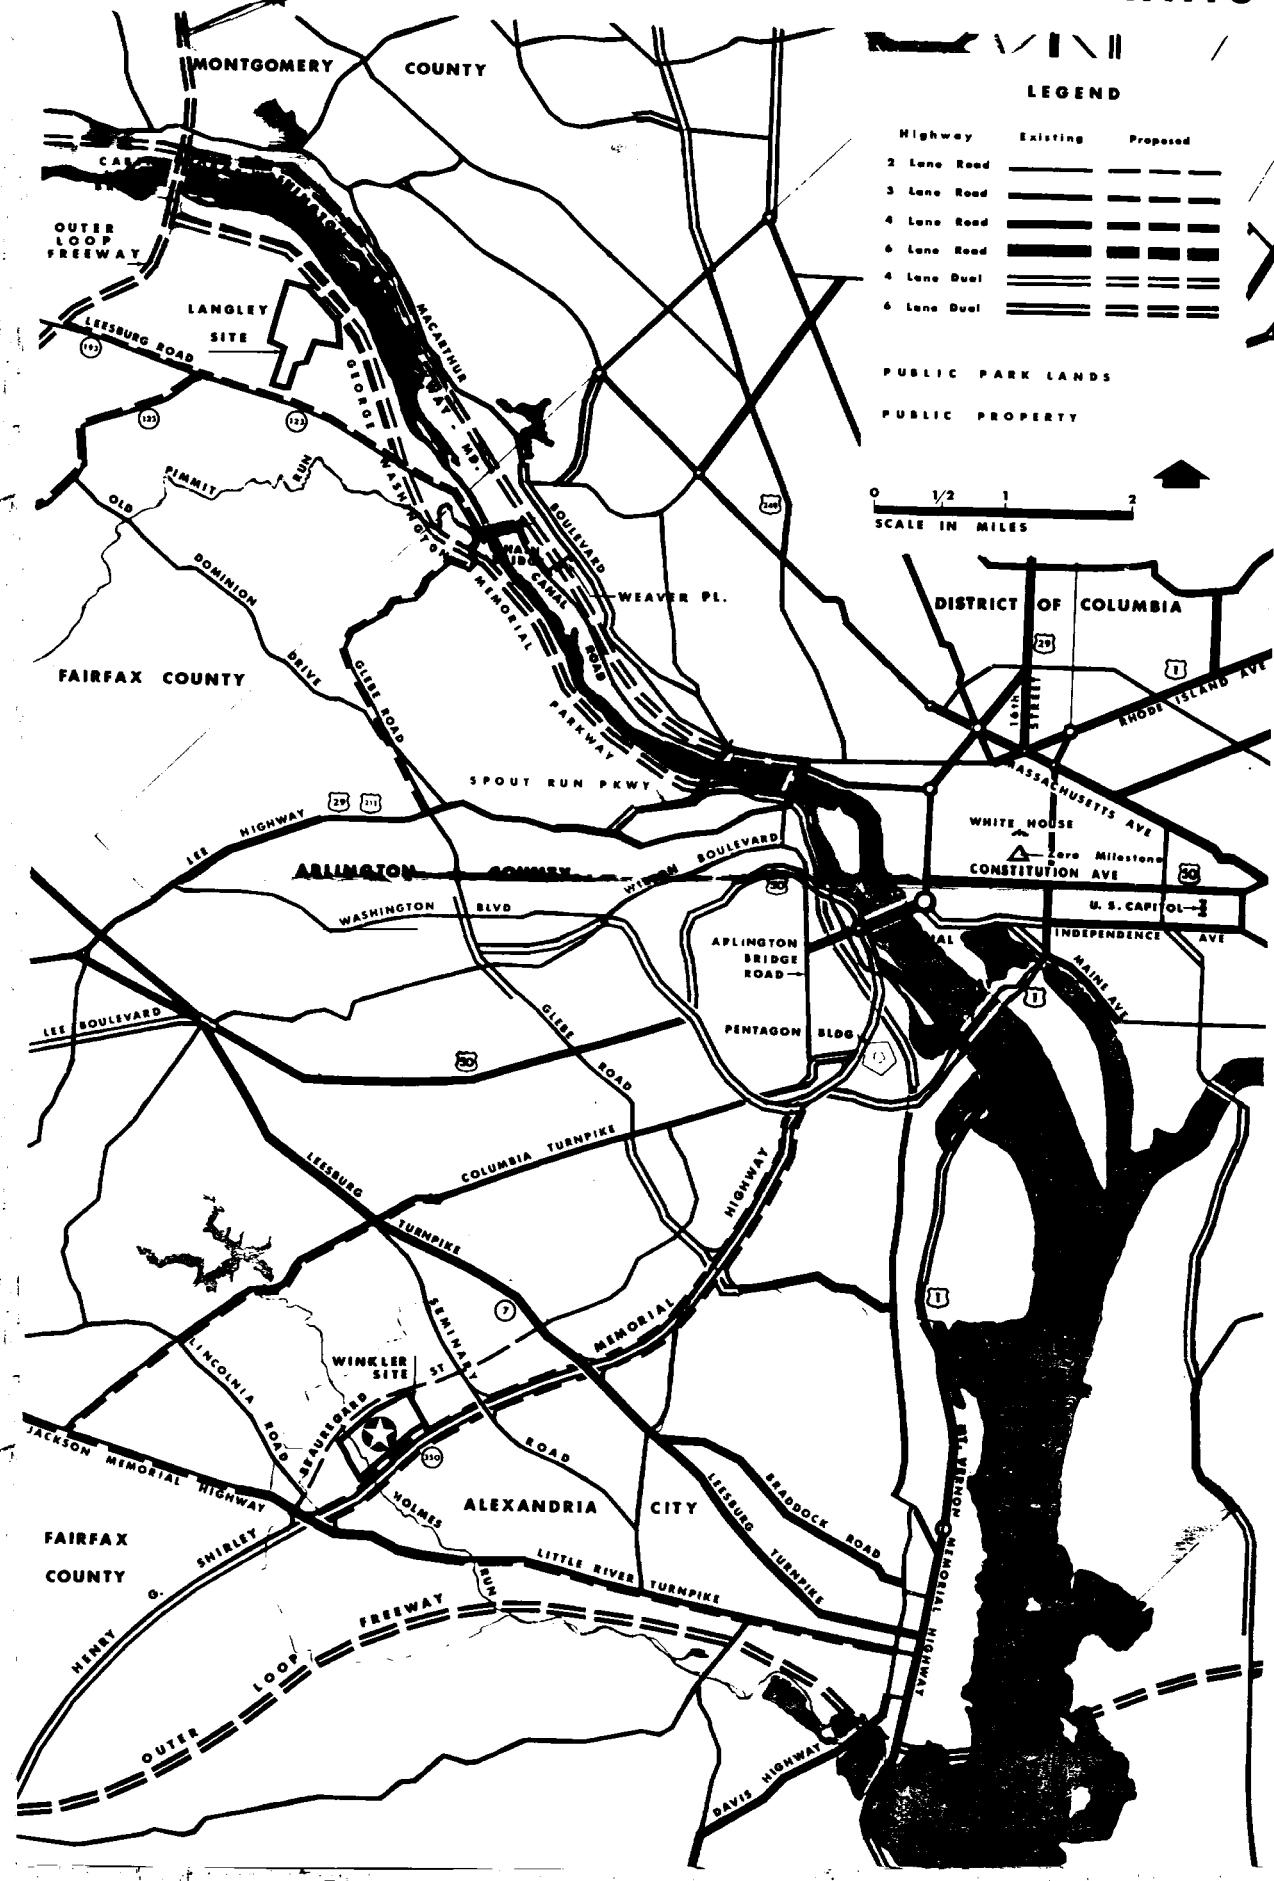 MONTGOMERY COUNTY
LEGEND
Highway Existing Proposed
2 Lane Road
3 Lane Road
4 Lane Road
6 Lane Road
4 Lane Dual
6 Lane Dual
PUBLIC PARK LANDS
PUBLIC PROPERTY
0 1/2 1 2
SCALE IN MILES
OUTER
LOOP
FREEWAY
LANGLEY
SITE
LEESBURG ROAD
193
123
123
MACARTHUR
BOULEVARD
GEORGE
WASHINGTON
MEMORIAL
PARKWAY
PIMMIT
RUN
OLD
DOMINION
DRIVE
240
CANAL
ROAD
WEAVER PL.
DISTRICT OF COLUMBIA
29
1
16th
STREET
RHODE ISLAND AVE
FAIRFAX COUNTY
GLEBE ROAD
SPOUT RUN PKWY
MASSACHUSETTS AVE
29
211
LEE HIGHWAY
WHITE HOUSE
Zero Milestone
CONSTITUTION AVE
50
ARLINGTON COUNTY
WILSON BOULEVARD
50
U. S. CAPITOL
WASHINGTON BLVD
INDEPENDENCE AVE
ARLINGTON
BRIDGE
ROAD
MAINE AVE
1
LEE BOULEVARD
GLEBE
ROAD
PENTAGON BLDG
50
LEESBURG
TURNPIKE
COLUMBIA TURNPIKE
HIGHWAY
MEMORIAL
7
1
SEMINARY
ROAD
WINKLER
SITE
ST
BEAUREGARD
LINCOLNIA
ROAD
350
JACKSON MEMORIAL HIGHWAY
HOLMES
RUN
ALEXANDRIA CITY
LEESBURG
TURNPIKE
BRADDOCK ROAD
MT. VERNON MEMORIAL HIGHWAY
FAIRFAX
COUNTY
HENRY G. SHIRLEY
LITTLE RIVER TURNPIKE
OUTER LOOP FREEWAY
DAVIS HIGHWAY